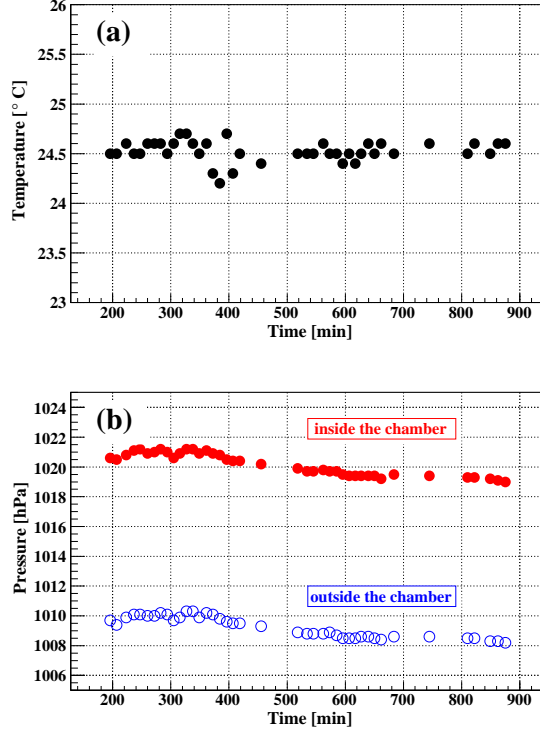 (a)
Temperature [° C]
26
25.5
25
24.5
24
23.5
23
200 300 400 500 600 700 800 900
Time [min]
(b)
Pressure [hPa]
1024
1022
1020
1018
1016
1014
1012
1010
1008
1006
inside the chamber
outside the chamber
200 300 400 500 600 700 800 900
Time [min]